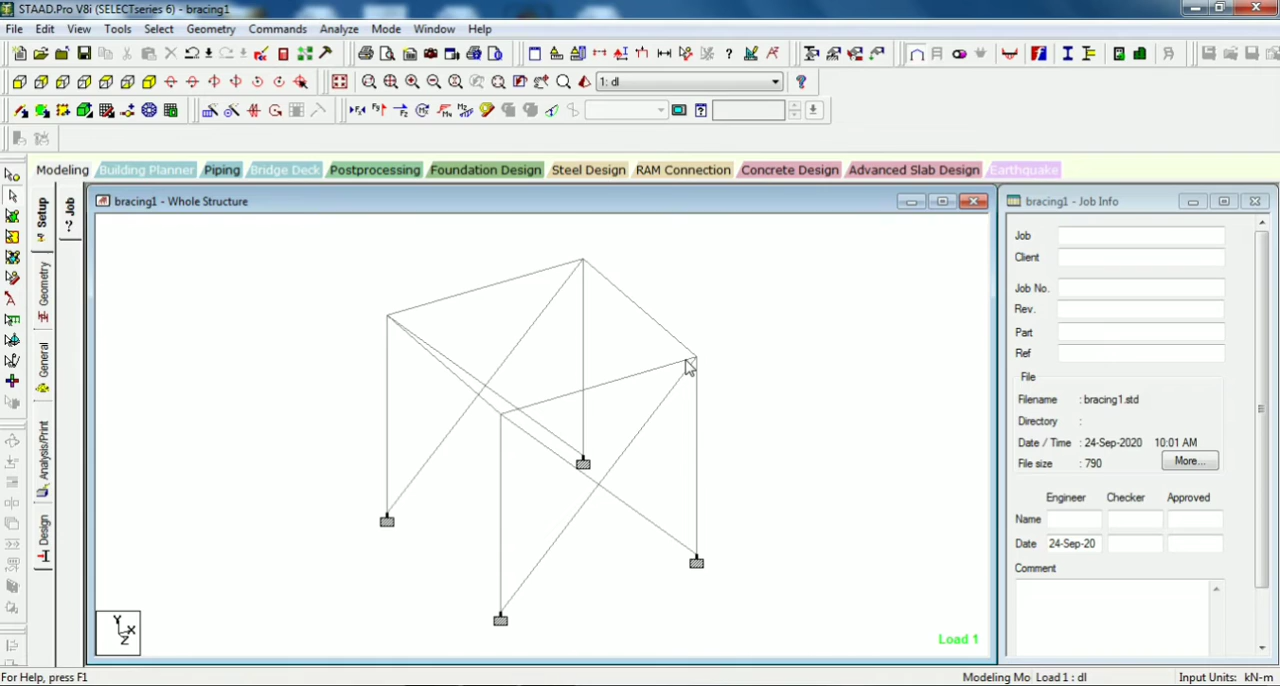 STAAD.Pro V8i (SELECTseries 6) - bracing1
File Edit View Tools Select Geometry Commands Analyze Mode Window Help
1: dl
Modeling Building Planner Piping Bridge Deck Postprocessing Foundation Design Steel Design RAM Connection Concrete Design Advanced Slab Design Earthquake
Setup
Geometry
General
Analysis/Print
Design
Job
bracing1 - Whole Structure
Y
X
Z
Load 1
bracing1 - Job Info
Job
Client
Job No.
Rev.
Part
Ref
File
Filename : bracing1.std
Directory :
Date / Time : 24-Sep-2020 10:01 AM
File size : 790 More...
Engineer Checker Approved
Name
Date 24-Sep-20
Comment
For Help, press F1 Modeling Mo Load 1 : dl Input Units: kN-m